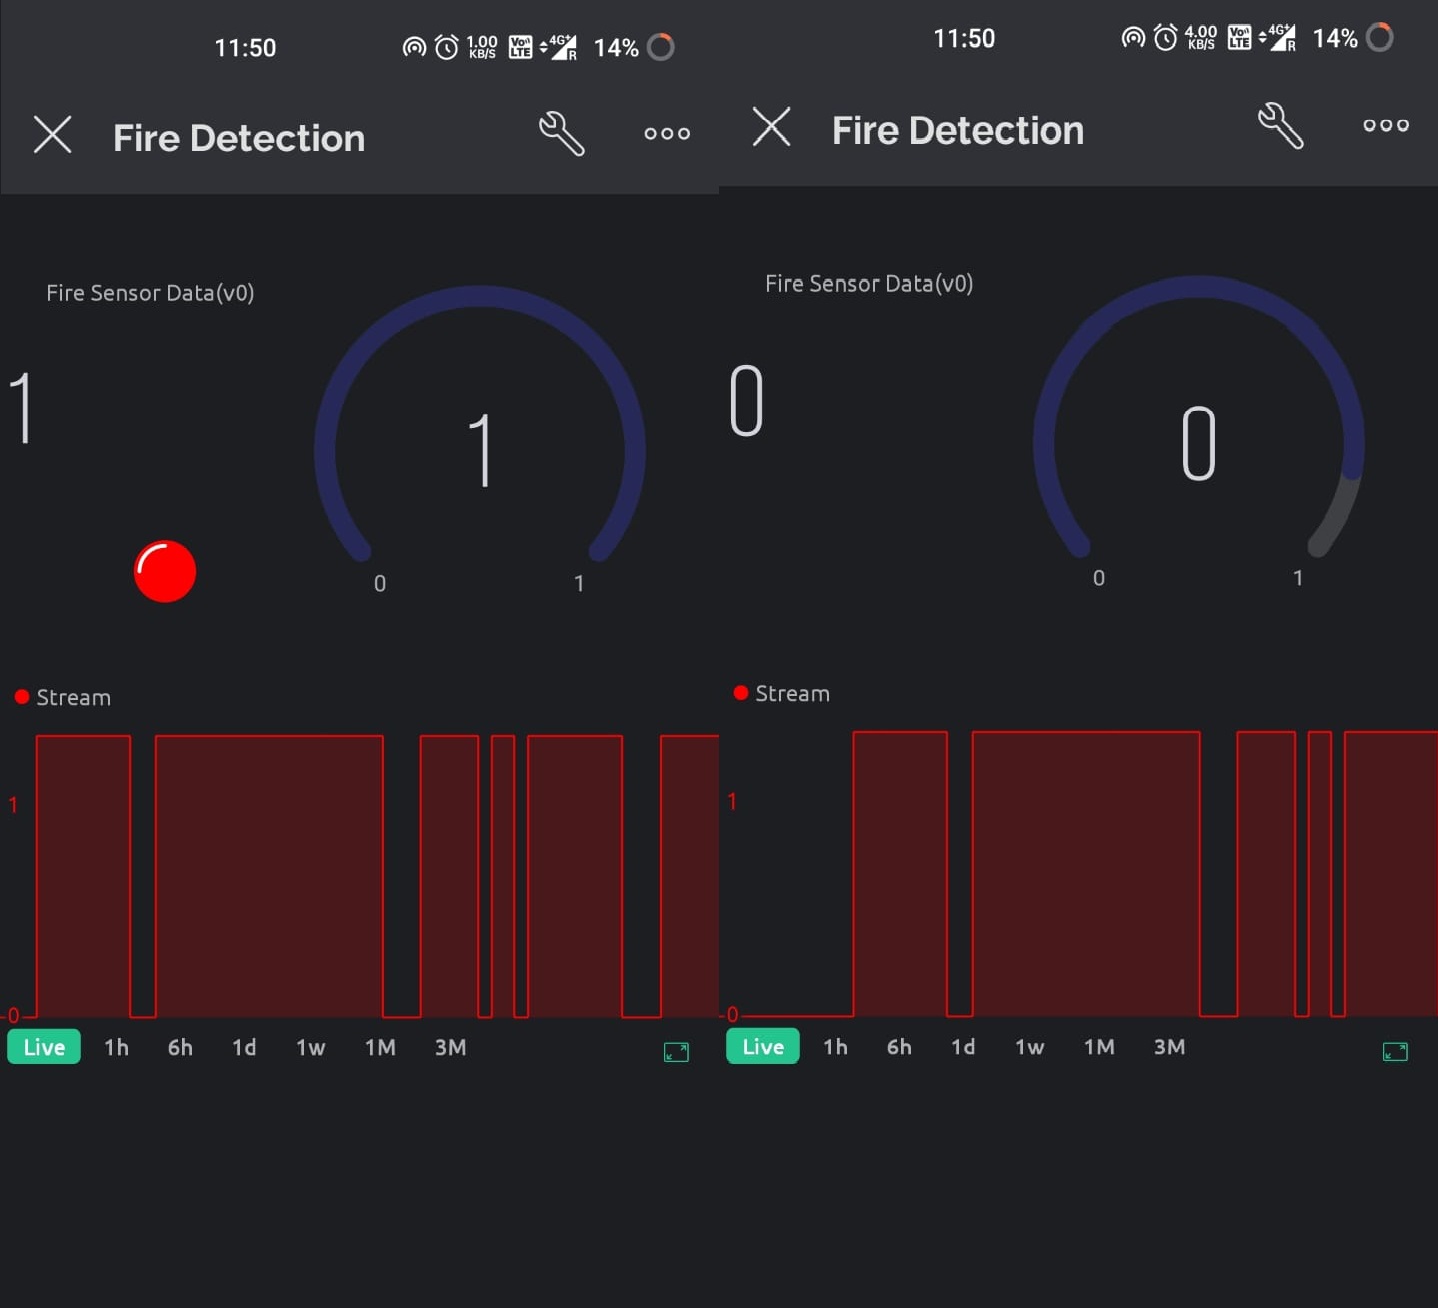 11:50 1.00 KB/S Vo)) LTE 4G+ R 14%
Fire Detection
Fire Sensor Data(v0)
1
1
0 1
Stream
1
0
Live 1h 6h 1d 1w 1M 3M
11:50 4.00 KB/S Vo)) LTE 4G+ R 14%
Fire Detection
Fire Sensor Data(v0)
0
0
0 1
Stream
1
0
Live 1h 6h 1d 1w 1M 3M